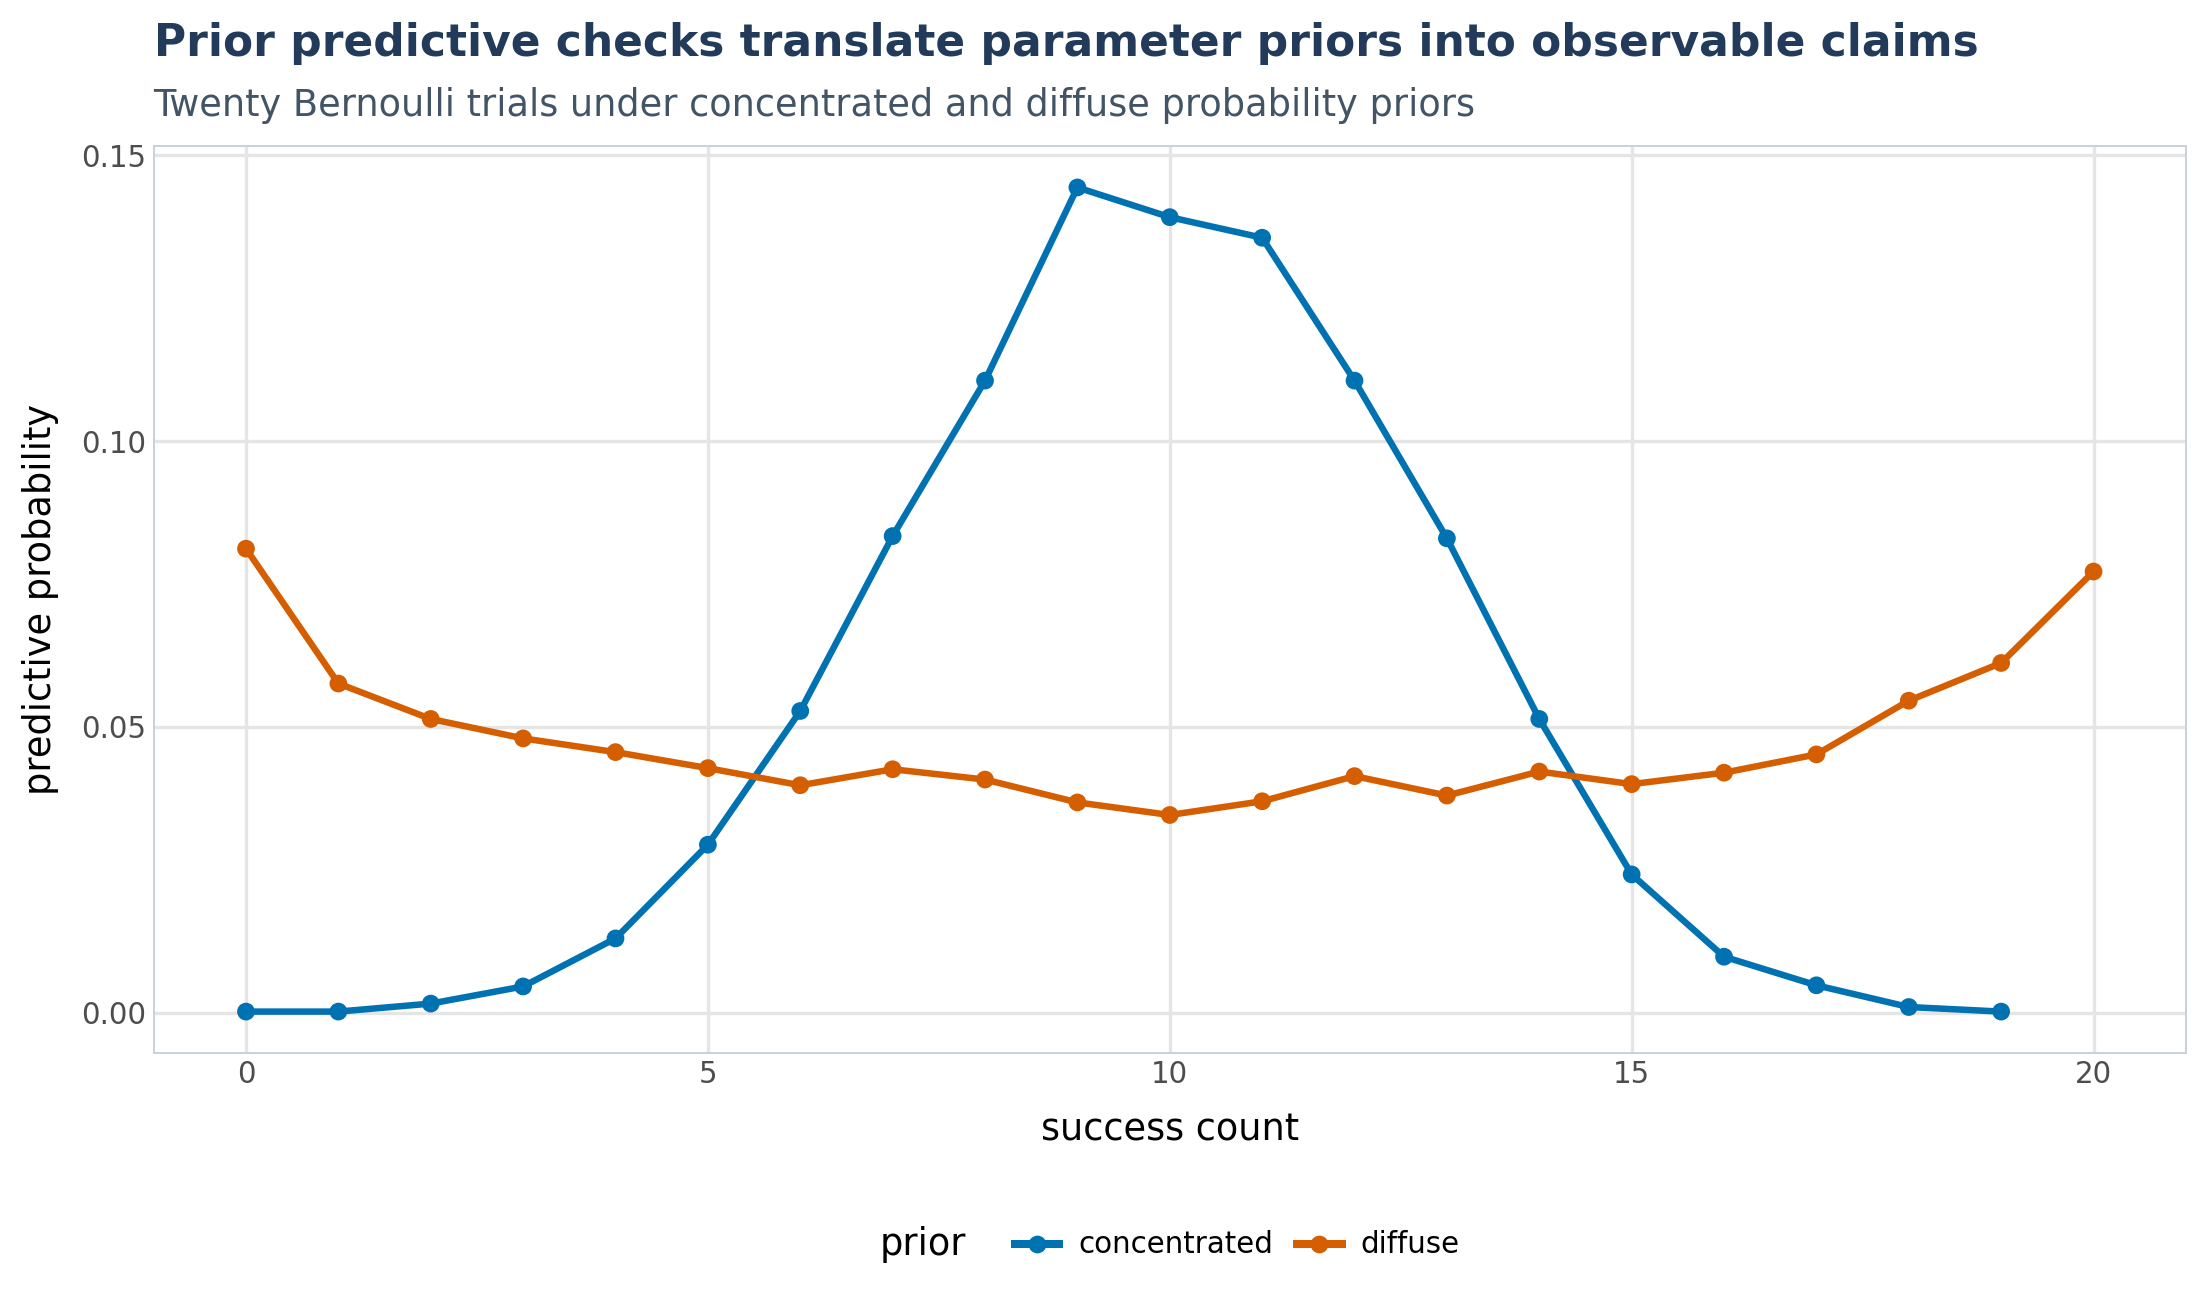 Prior predictive checks translate parameter priors into observable claims
Twenty Bernoulli trials under concentrated and diffuse probability priors
0.15
0.10
0.05
0.00
predictive probability
0 5 10 15 20
success count
prior concentrated diffuse